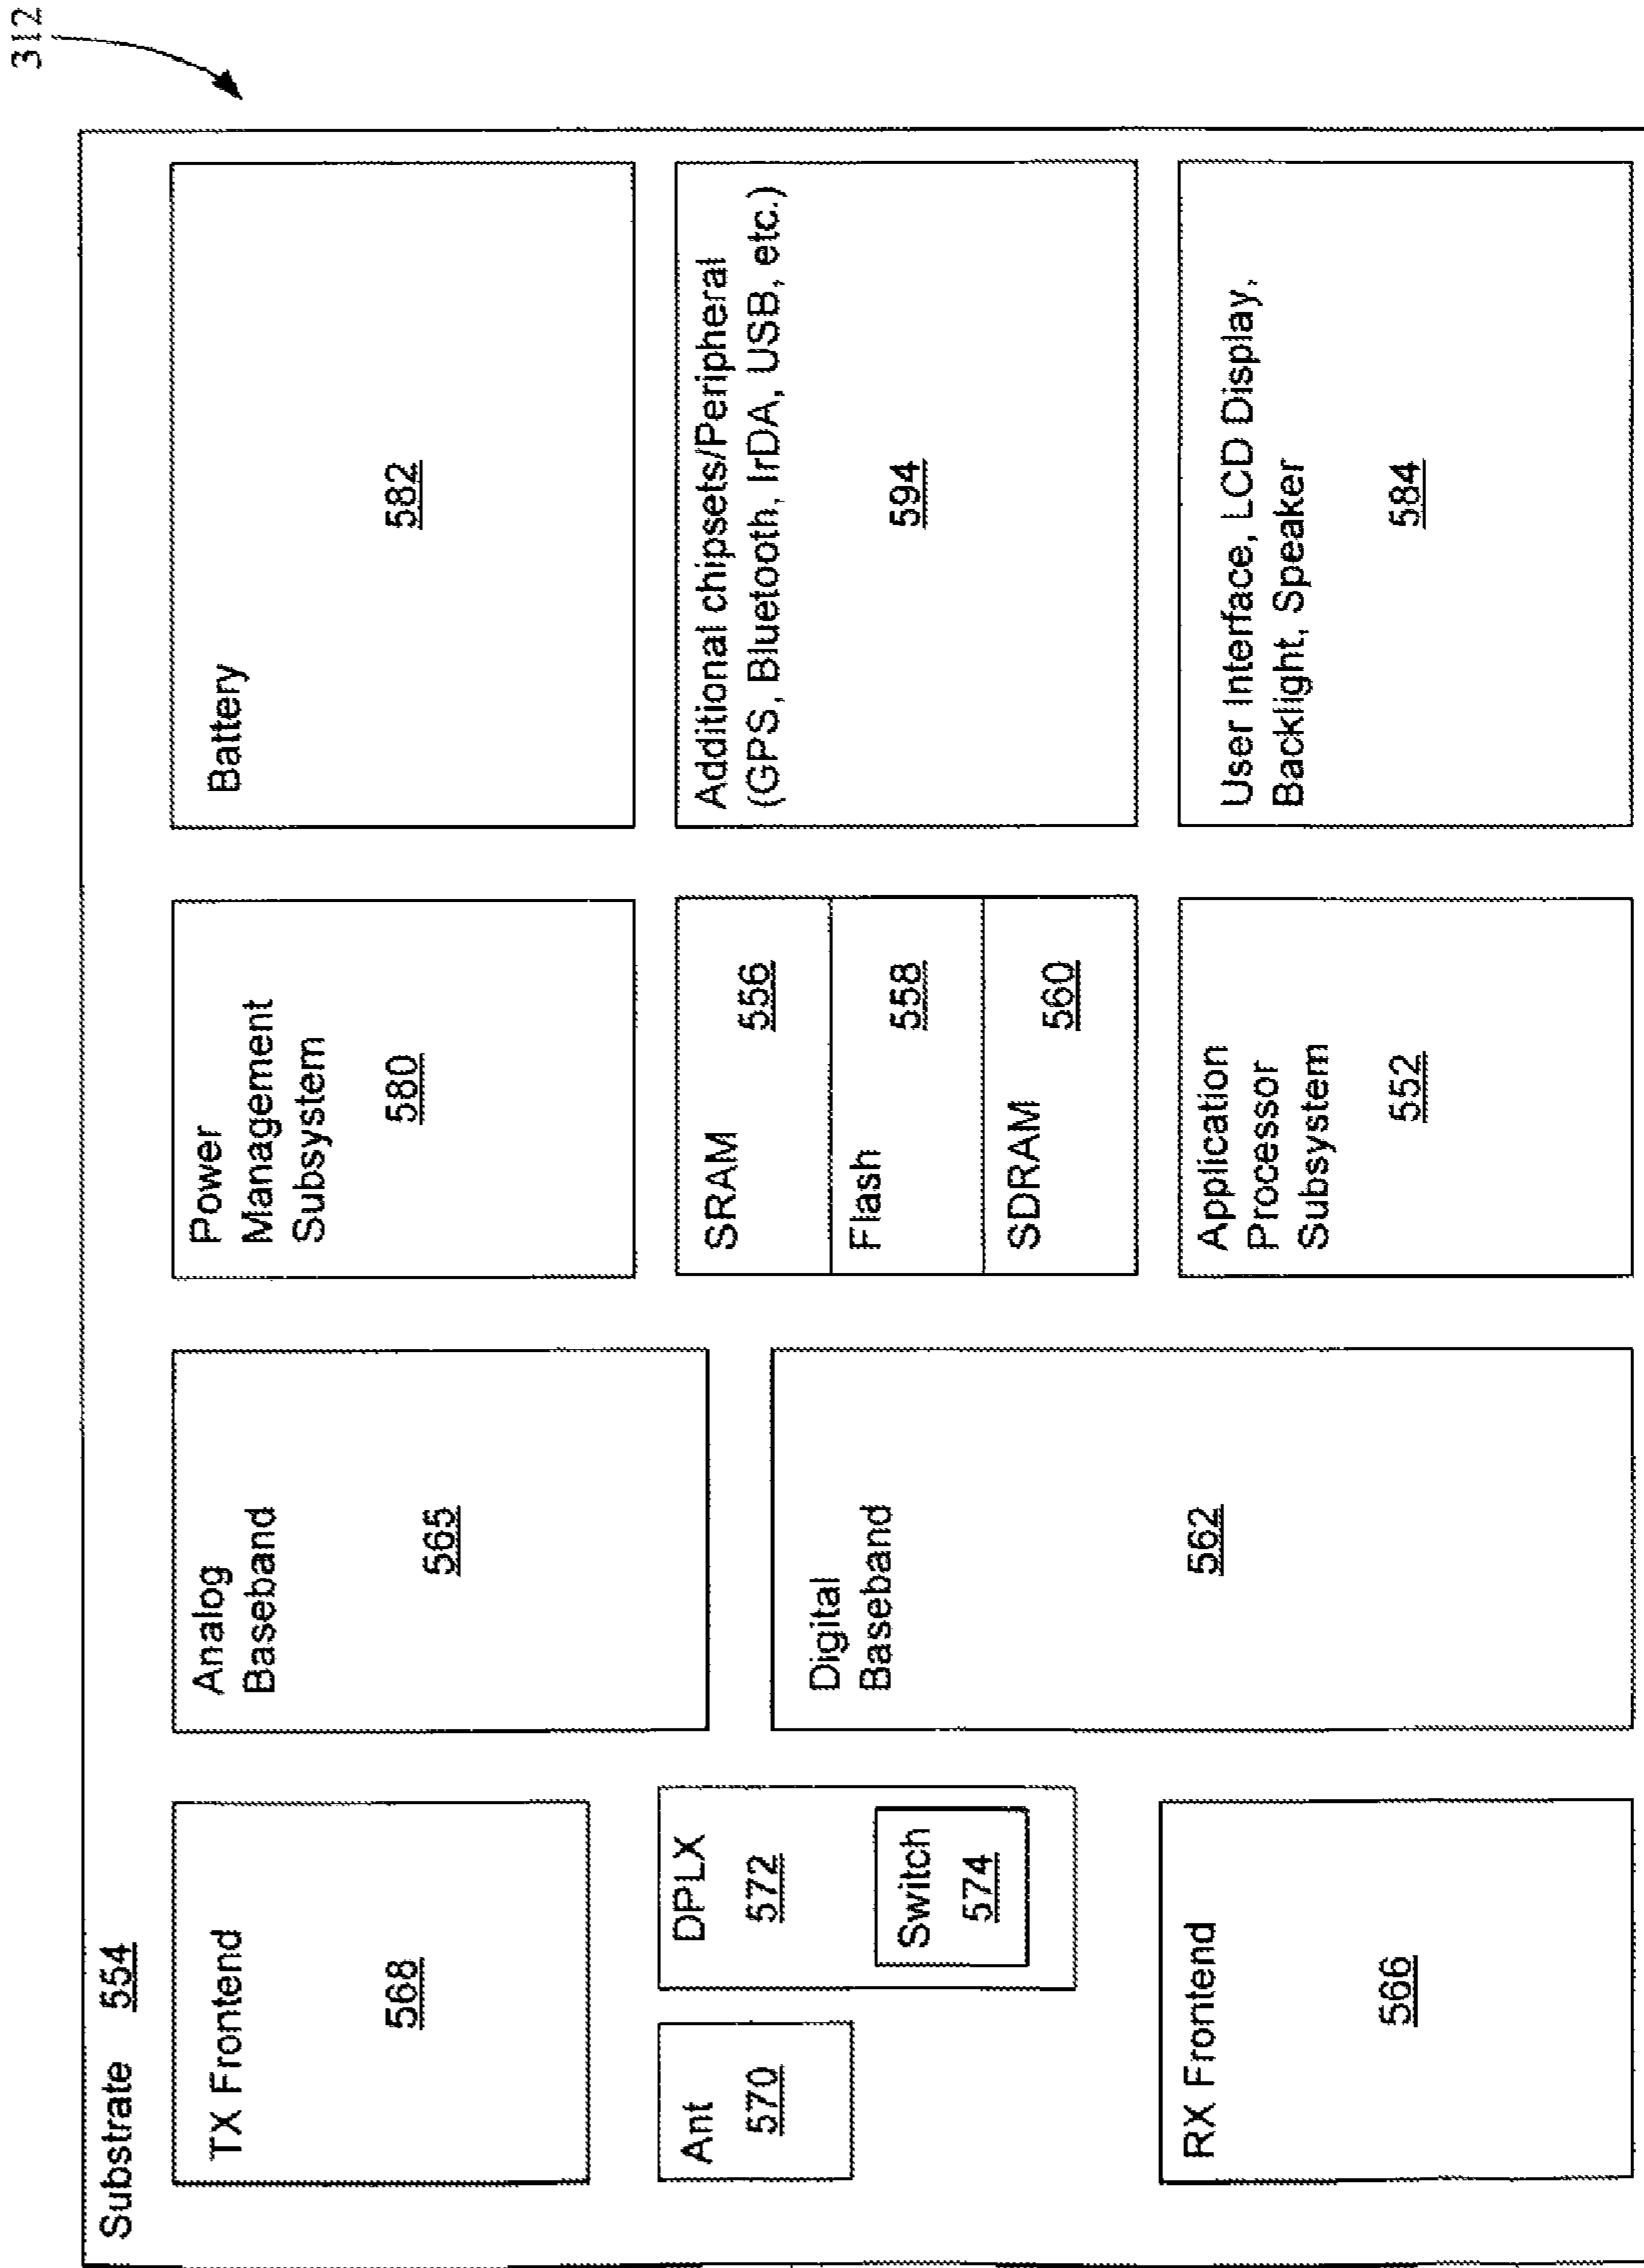 312
Substrate 554
TX Frontend
568
Analog
Baseband
565
Power
Management
Subsystem
580
Battery
582
Ant
570
DPLX
572
Switch
574
Digital
Baseband
562
SRAM
556
Flash
558
SDRAM
560
Additional chipsets/Peripheral
(GPS, Bluetooth, IrDA, USB, etc.)
594
RX Frontend
566
Application
Processor
Subsystem
552
User Interface, LCD Display,
Backlight, Speaker
584